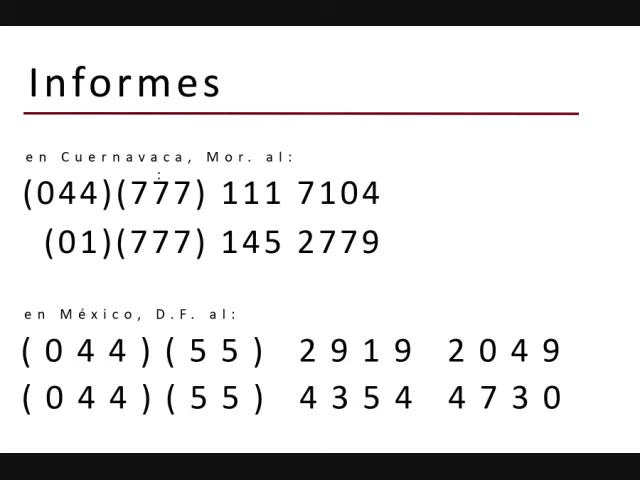 Informes
en Cuernavaca, Mor. al:
:
(044)(777) 111 7104
(01)(777) 145 2779
en México, D.F. al:
(044)(55) 2919 2049
(044)(55) 4354 4730